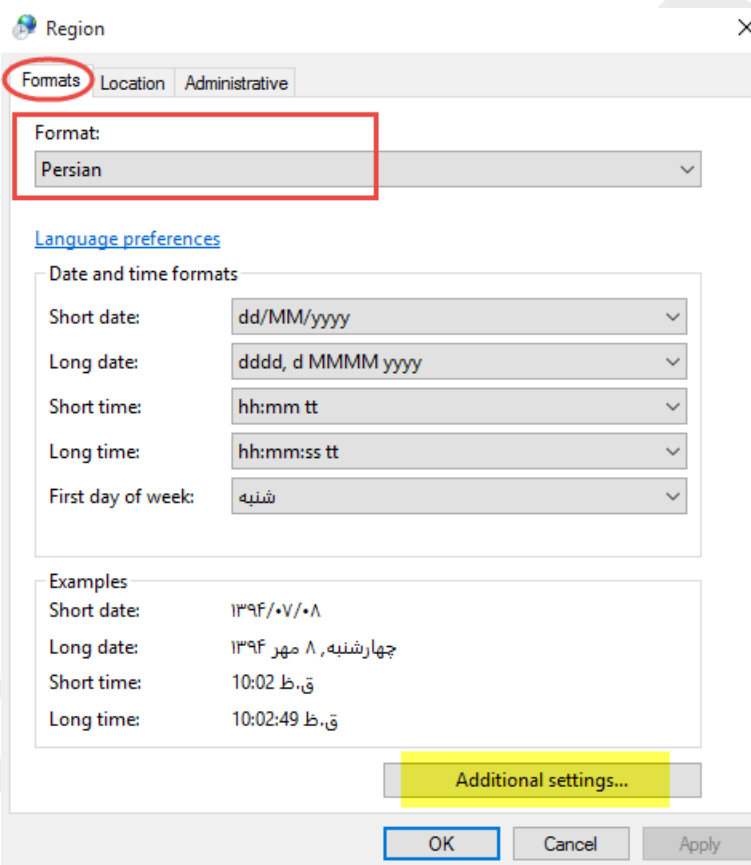 Region
Formats Location Administrative
Format:
Persian
Language preferences
Date and time formats
Short date: dd/MM/yyyy
Long date: dddd, d MMMM yyyy
Short time: hh:mm tt
Long time: hh:mm:ss tt
First day of week: شنبه
Examples
Short date: ۱۳۹۴/۰۷/۰۸
Long date: چهارشنبه, ۸ مهر ۱۳۹۴
Short time: 10:02 ق.ظ
Long time: 10:02:49 ق.ظ
Additional settings...
OK Cancel Apply